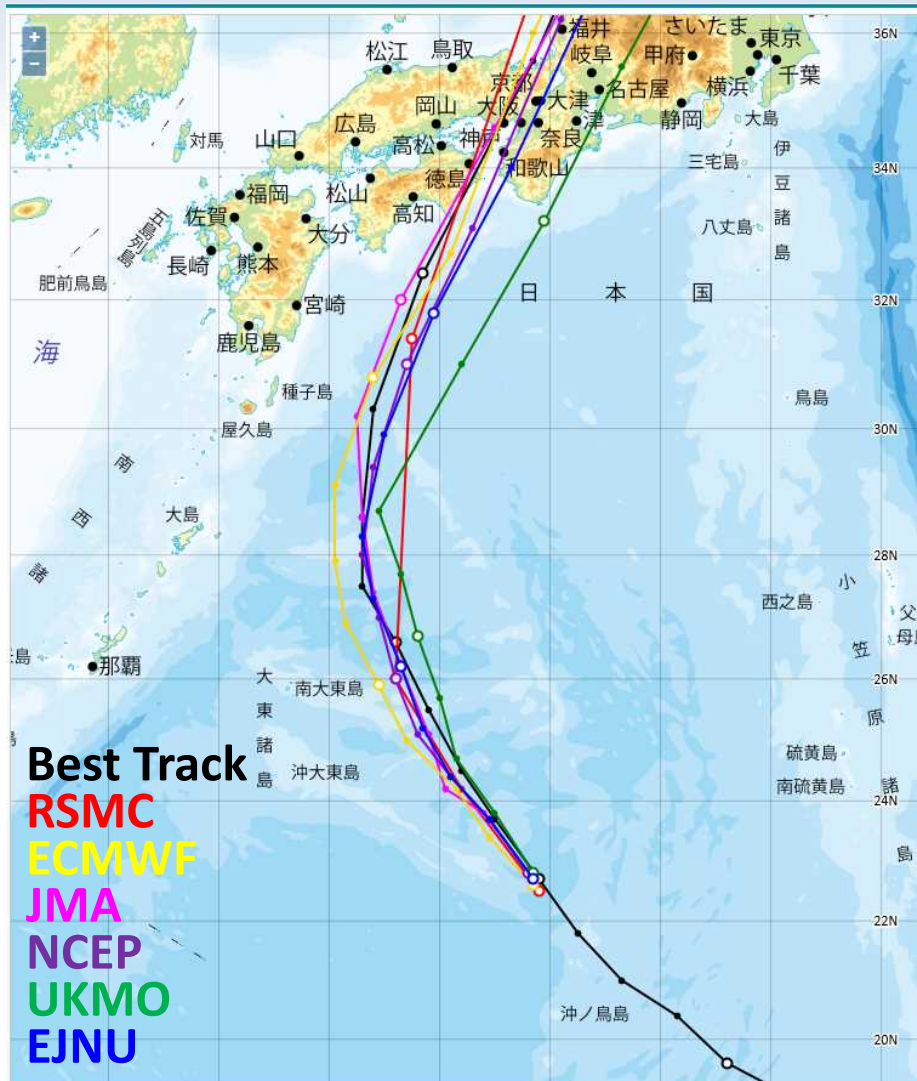 +
−
36N
福井
さいたま
東京
松江
鳥取
岐阜
甲府
横浜
千葉
京都
大津
名古屋
岡山
大阪
静岡
大島
広島
神戸
奈良
津
対馬
山口
高松
三宅島
伊豆諸島
34N
和歌山
徳島
福岡
松山
高知
佐賀
大分
八丈島
五島列島
長崎
熊本
肥前鳥島
日本国
32N
宮崎
鹿児島
海
種子島
鳥島
屋久島
30N
南西諸島
大島
28N
小笠原諸島
西之島
父
那覇
大東諸島
南大東島
26N
硫黄島
沖大東島
南硫黄島
24N
Best Track
RSMC
ECMWF
JMA
NCEP
UKMO
EJNU
22N
沖ノ鳥島
20N